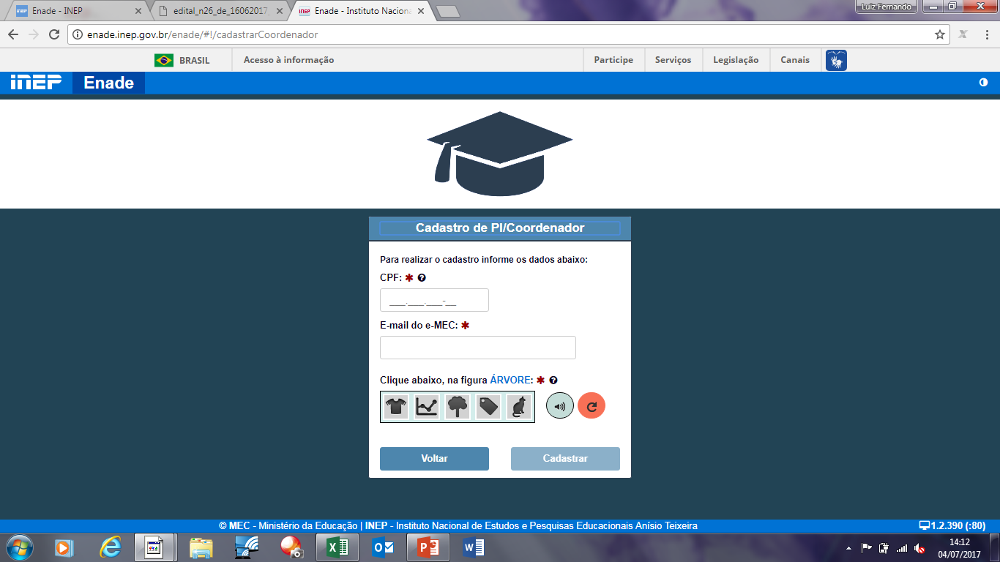 Enade - INEP
edital_n26_de_16062017
Enade - Instituto Naciona
Luiz Fernando
enade.inep.gov.br/enade/#!/cadastrarCoordenador
BRASIL
Acesso à informação
Participe
Serviços
Legislação
Canais
INEP
Enade
Cadastro de PI/Coordenador
Para realizar o cadastro informe os dados abaixo:
CPF: *
___.___.___-__
E-mail do e-MEC: *
Clique abaixo, na figura ÁRVORE: *
Voltar
Cadastrar
© MEC - Ministério da Educação | INEP - Instituto Nacional de Estudos e Pesquisas Educacionais Anísio Teixeira
1.2.390 (:80)
14:12
04/07/2017